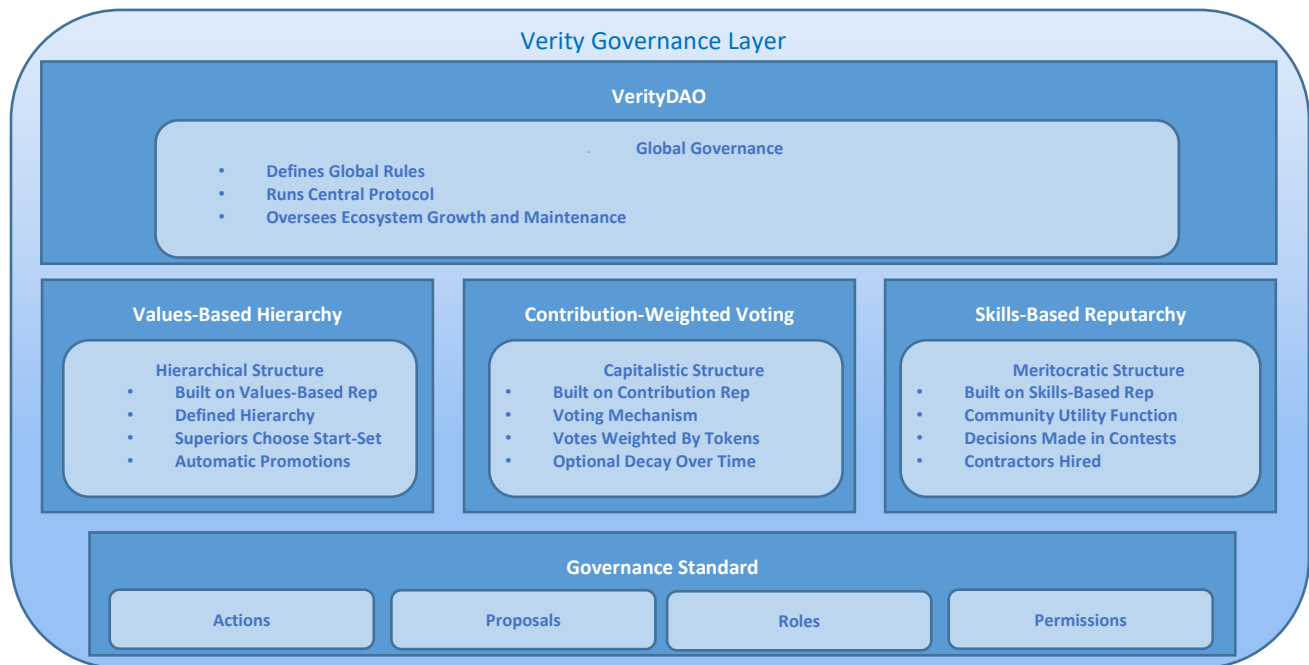 Verity Governance Layer
VerityDAO
Global Governance
• Defines Global Rules
• Runs Central Protocol
• Oversees Ecosystem Growth and Maintenance
Values-Based Hierarchy
Hierarchical Structure
• Built on Values-Based Rep
• Defined Hierarchy
• Superiors Choose Start-Set
• Automatic Promotions
Contribution-Weighted Voting
Capitalistic Structure
• Built on Contribution Rep
• Voting Mechanism
• Votes Weighted By Tokens
• Optional Decay Over Time
Skills-Based Reputarchy
Meritocratic Structure
• Built on Skills-Based Rep
• Community Utility Function
• Decisions Made in Contests
• Contractors Hired
Governance Standard
Actions
Proposals
Roles
Permissions